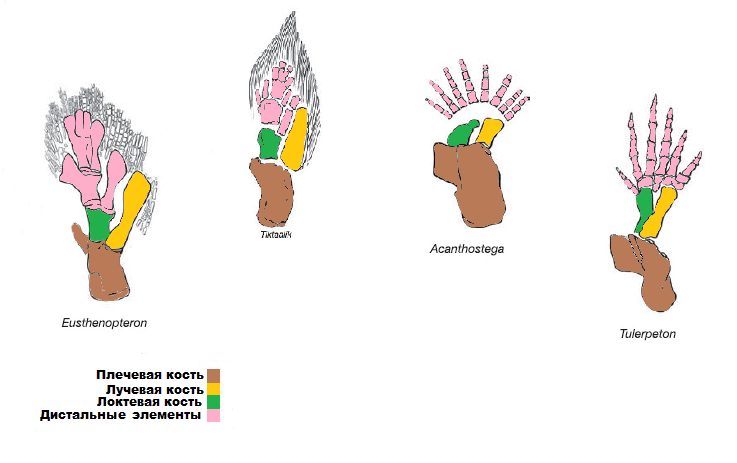 Tiktaalik
Acanthostega
Eusthenopteron
Tulerpeton
Плечевая кость
Лучевая кость
Локтевая кость
Дистальные элементы